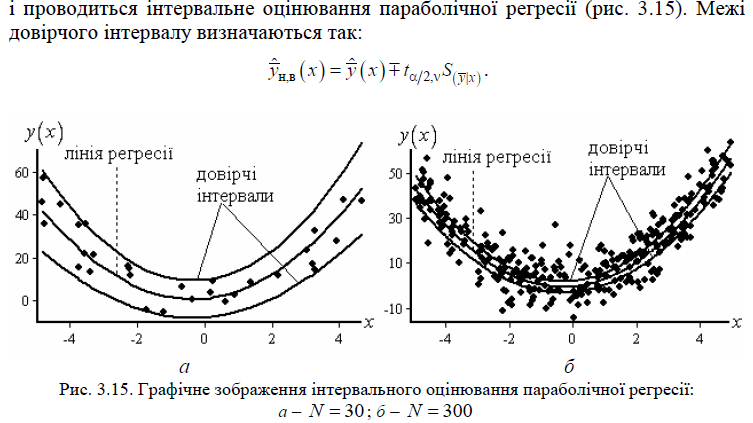 і проводиться інтервальне оцінювання параболічної регресії (рис. 3.15). Межі
довірчого інтервалу визначаються так:
ŷ̄н,в (x) = ŷ̄ (x) ∓ tα/2,ν S(ȳ|x) .
y(x)
лінія регресії
довірчі
інтервали
60
40
20
0
-4 -2 0 2 4 x
а
y(x)
довірчі
інтервали
лінія регресії
50
30
10
-10
-4 -2 0 2 4 x
б
Рис. 3.15. Графічне зображення інтервального оцінювання параболічної регресії:
а – N = 30; б – N = 300